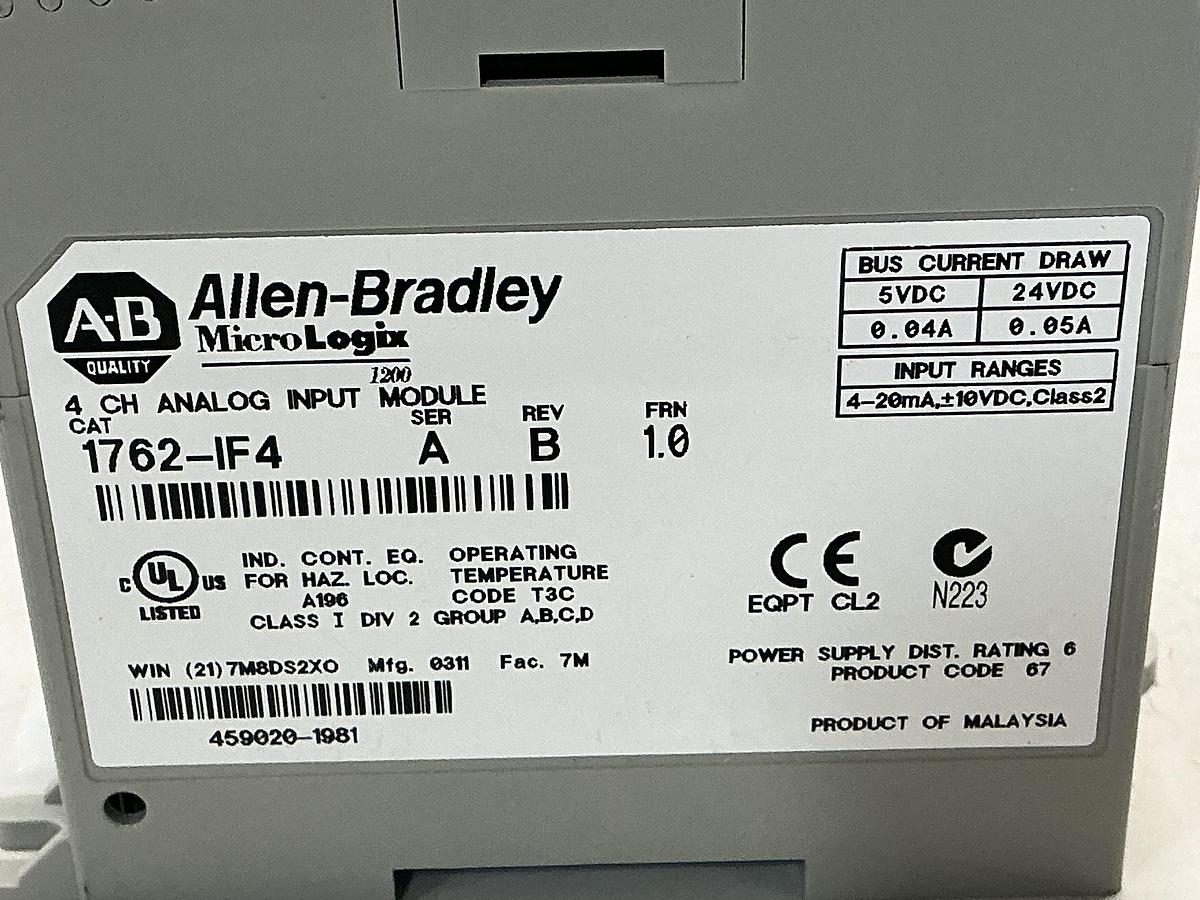 A·B
QUALITY
Allen-Bradley
MicroLogix
1200
4 CH ANALOG INPUT MODULE
CAT SER REV FRN
1762-IF4 A B 1.0
BUS CURRENT DRAW
5VDC 24VDC
0.04A 0.05A
INPUT RANGES
4-20mA,±10VDC,Class2
C UL US
LISTED
IND. CONT. EQ.
FOR HAZ. LOC.
A196
OPERATING
TEMPERATURE
CODE T3C
CLASS I DIV 2 GROUP A,B,C,D
CE
EQPT CL2
N223
WIN (21)7M8DS2XO Mfg. 0311 Fac. 7M
459020-1981
POWER SUPPLY DIST. RATING 6
PRODUCT CODE 67
PRODUCT OF MALAYSIA